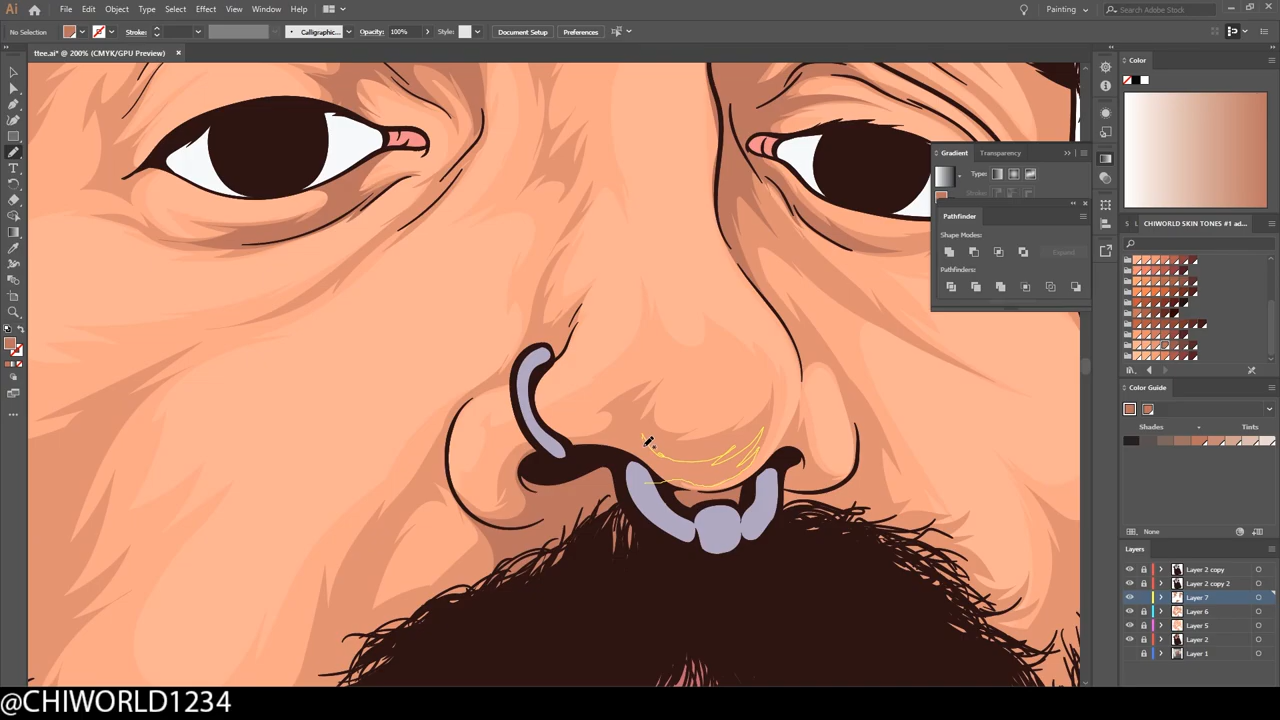 Ai File Edit Object Type Select Effect View Window Help Painting Search Adobe Stock
No Selection Stroke: Calligraphic... Opacity: 100% Style: Document Setup Preferences
ttee.ai* @ 200% (CMYK/GPU Preview)
Color
Gradient Transparency
Type:
Stroke:
Pathfinder
Shape Modes:
Expand
Pathfinders:
S L CHIWORLD SKIN TONES #1 ad...
Color Guide
Shades Tints
None
Layers
Layer 2 copy
Layer 2 copy 2
Layer 7
Layer 6
Layer 5
Layer 2
Layer 1
@CHIWORLD1234